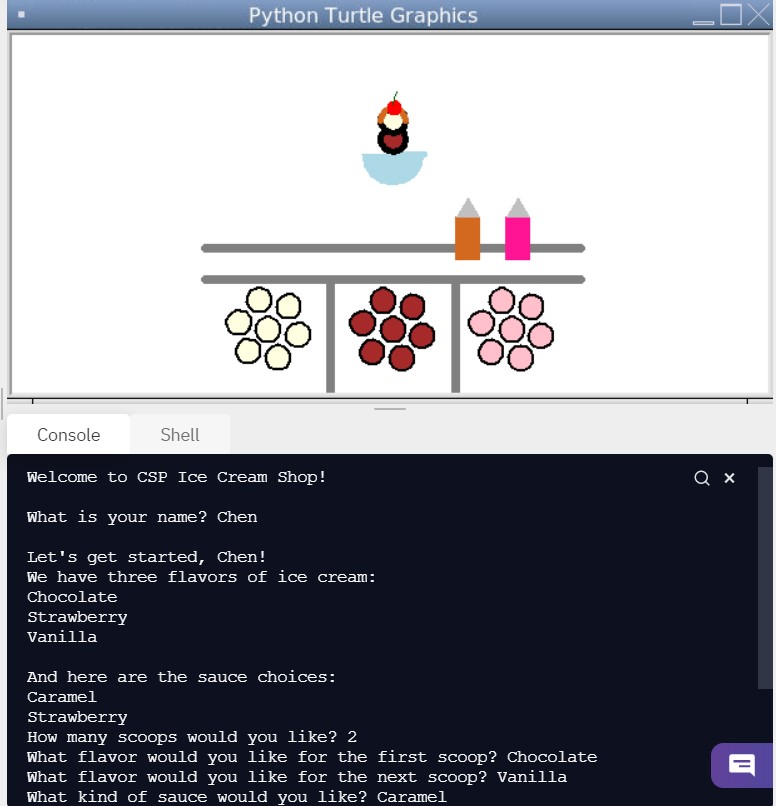 Python Turtle Graphics
Console
Shell
Welcome to CSP Ice Cream Shop!
What is your name? Chen
Let's get started, Chen!
We have three flavors of ice cream:
Chocolate
Strawberry
Vanilla
And here are the sauce choices:
Caramel
Strawberry
How many scoops would you like? 2
What flavor would you like for the first scoop? Chocolate
What flavor would you like for the next scoop? Vanilla
What kind of sauce would you like? Caramel